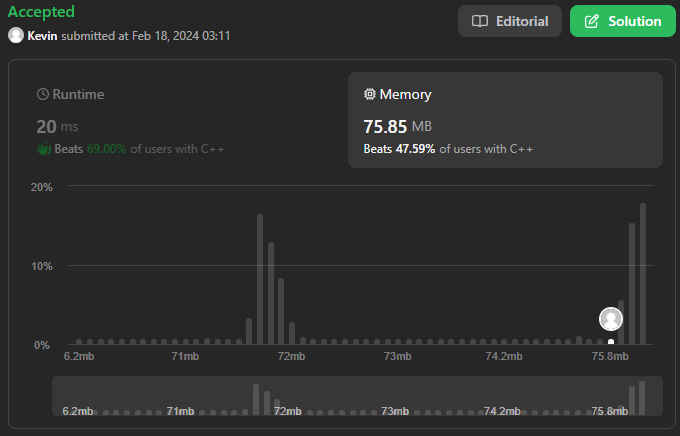 Accepted
Editorial
Solution
Kevin submitted at Feb 18, 2024 03:11
Runtime
Memory
20 ms
75.85 MB
Beats 69.00% of users with C++
Beats 47.59% of users with C++
20%
10%
0%
6.2mb 71mb 72mb 73mb 74.2mb 75.8mb
6.2mb 71mb 72mb 73mb 74.2mb 75.8mb